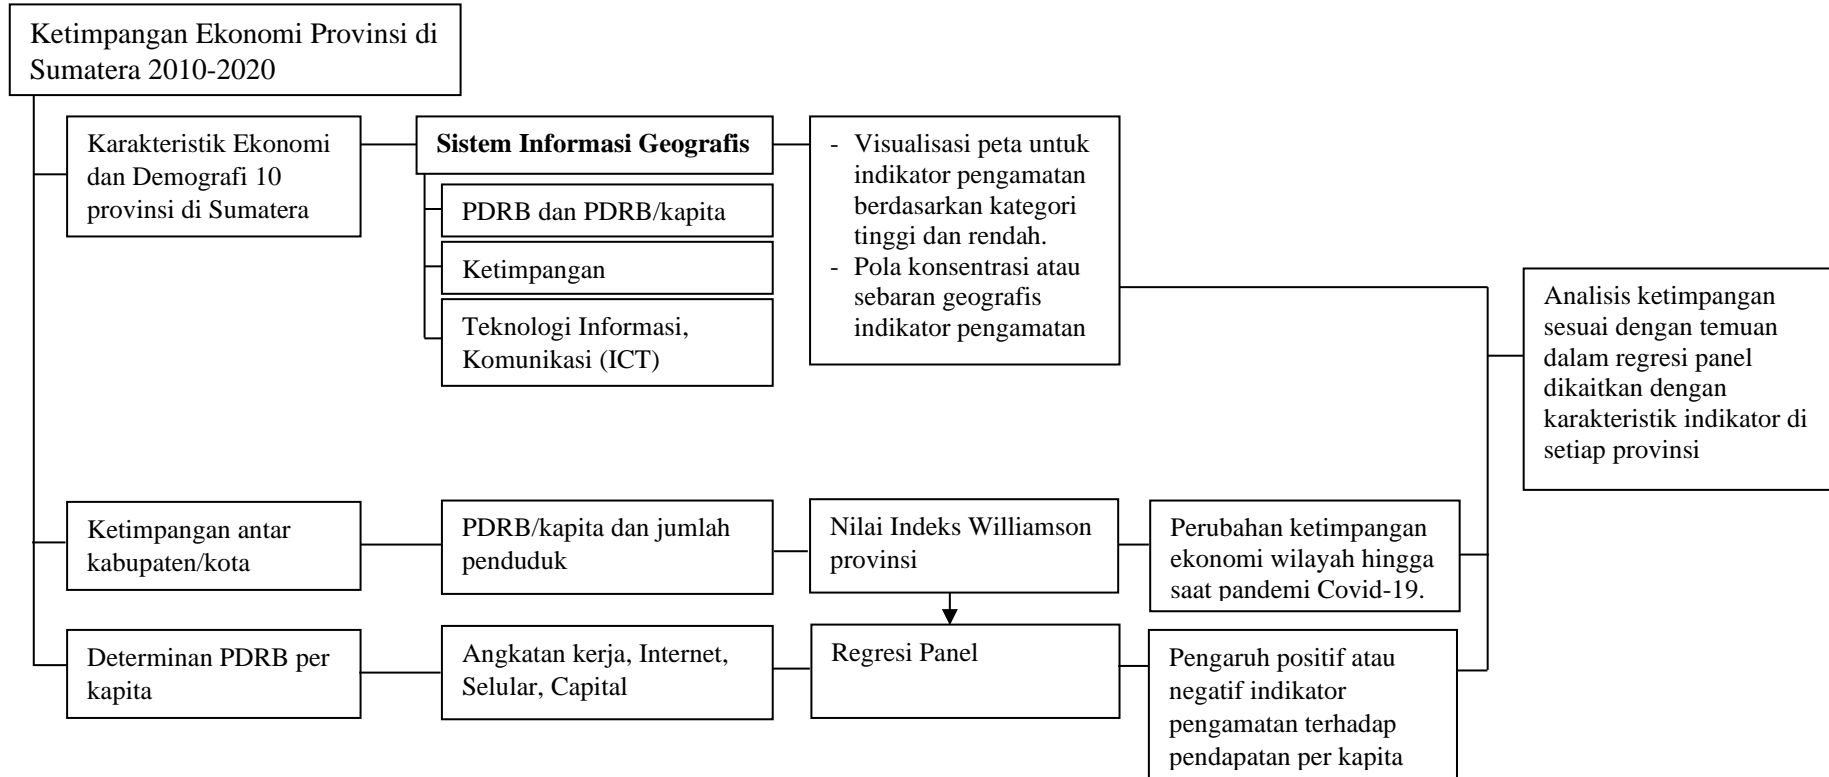 Ketimpangan Ekonomi Provinsi di
Sumatera 2010-2020
Karakteristik Ekonomi
dan Demografi 10
provinsi di Sumatera
Sistem Informasi Geografis
PDRB dan PDRB/kapita
Ketimpangan
Teknologi Informasi,
Komunikasi (ICT)
- Visualisasi peta untuk
indikator pengamatan
berdasarkan kategori
tinggi dan rendah.
- Pola konsentrasi atau
sebaran geografis
indikator pengamatan
Analisis ketimpangan
sesuai dengan temuan
dalam regresi panel
dikaitkan dengan
karakteristik indikator di
setiap provinsi
Ketimpangan antar
kabupaten/kota
PDRB/kapita dan jumlah
penduduk
Nilai Indeks Williamson
provinsi
Perubahan ketimpangan
ekonomi wilayah hingga
saat pandemi Covid-19.
Determinan PDRB per
kapita
Angkatan kerja, Internet,
Selular, Capital
Regresi Panel
Pengaruh positif atau
negatif indikator
pengamatan terhadap
pendapatan per kapita